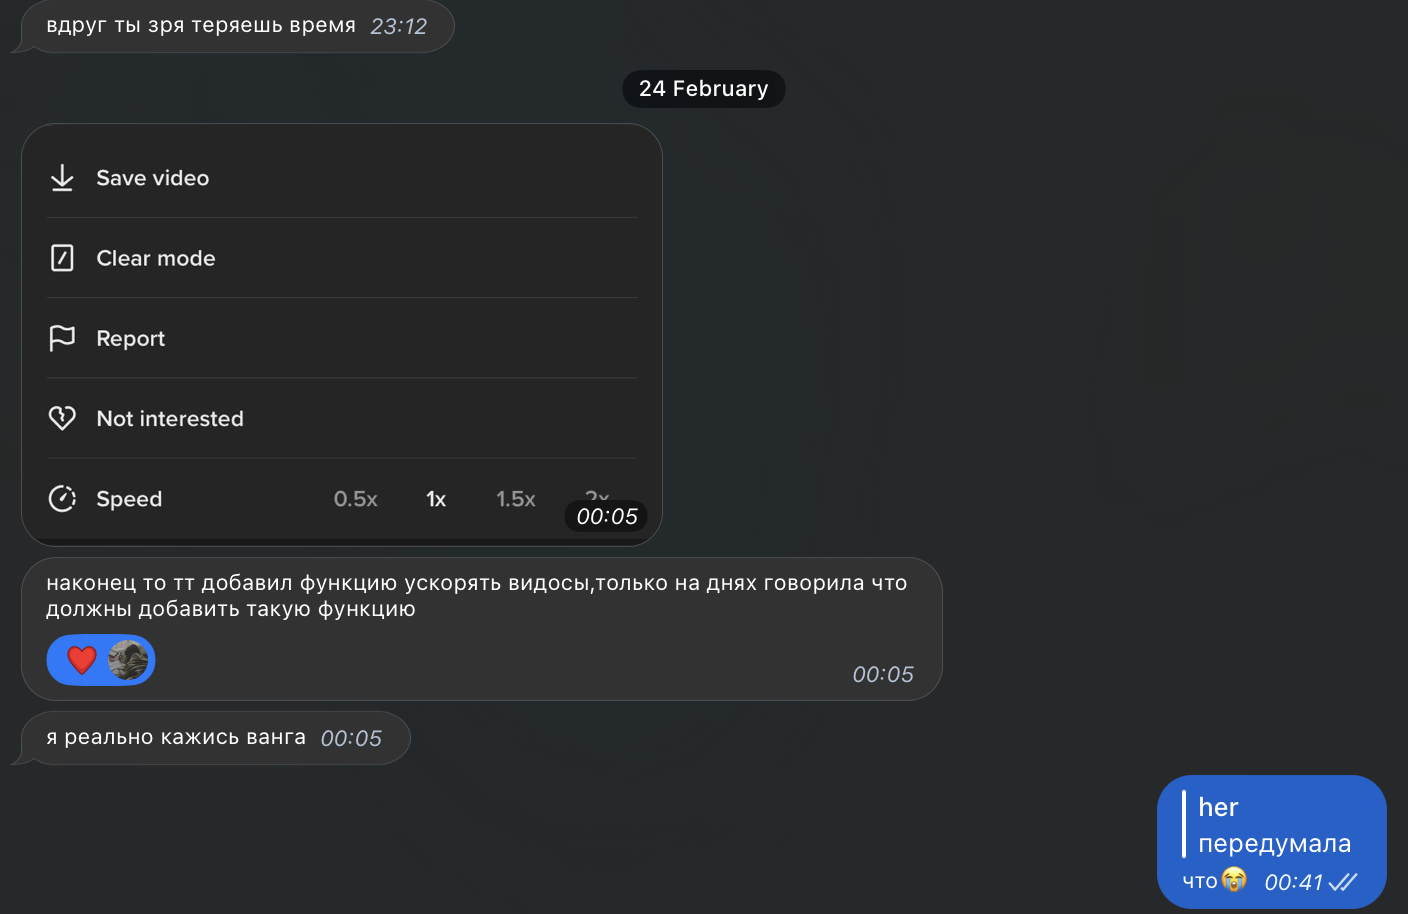 вдруг ты зря теряешь время 23:12
24 February
Save video
Clear mode
Report
Not interested
Speed 0.5x 1x 1.5x 2x
00:05
наконец то тт добавил функцию ускорять видосы,только на днях говорила что
должны добавить такую функцию
00:05
я реально кажись ванга 00:05
her
передумала
что😭 00:41